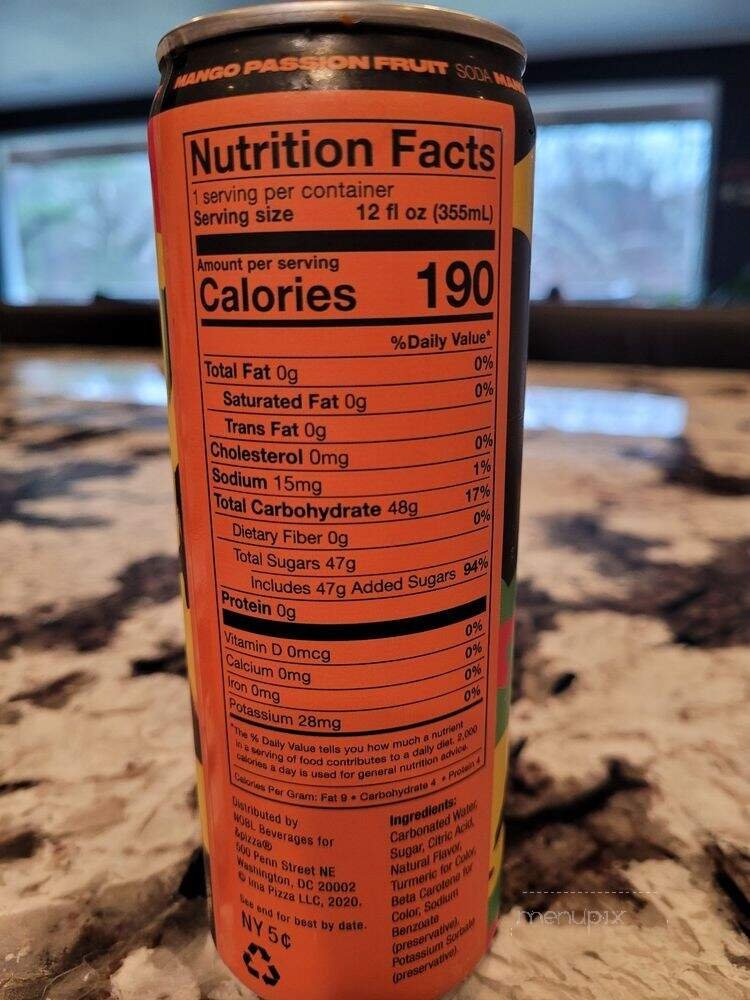 MANGO PASSION FRUIT SODA MAN
Nutrition Facts
1 serving per container
Serving size 12 fl oz (355mL)
Amount per serving
Calories 190
%Daily Value*
Total Fat 0g 0%
Saturated Fat 0g 0%
Trans Fat 0g
Cholesterol 0mg 0%
Sodium 15mg 1%
Total Carbohydrate 48g 17%
Dietary Fiber 0g 0%
Total Sugars 47g
Includes 47g Added Sugars 94%
Protein 0g
Vitamin D 0mcg 0%
Calcium 0mg 0%
Iron 0mg 0%
Potassium 28mg 0%
*The % Daily Value tells you how much a nutrient
in a serving of food contributes to a daily diet. 2,000
calories a day is used for general nutrition advice.
Calories Per Gram: Fat 9 • Carbohydrate 4 • Protein 4
Distributed by
NOBL Beverages for
&pizza®
600 Penn Street NE
Washington, DC 20002
© Ima Pizza LLC, 2020.
See end for best by date.
NY 5¢
Ingredients:
Carbonated Water,
Sugar, Citric Acid,
Natural Flavor,
Turmeric for Color,
Beta Carotene for
Color, Sodium
Benzoate
(preservative),
Potassium Sorbate
(preservative).
menupix